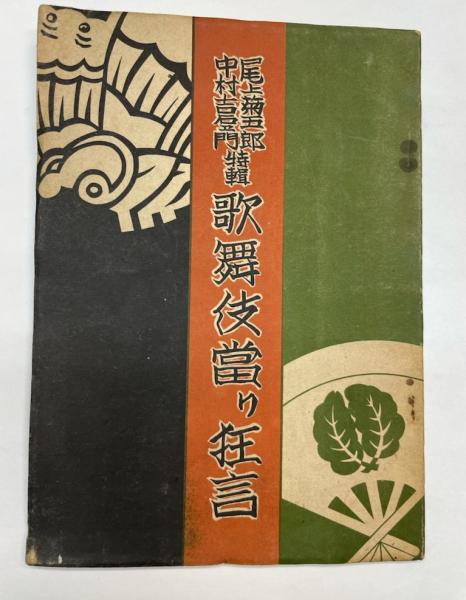 尾上菊五郎
中村吉右衛門
特輯
歌舞伎當り狂言